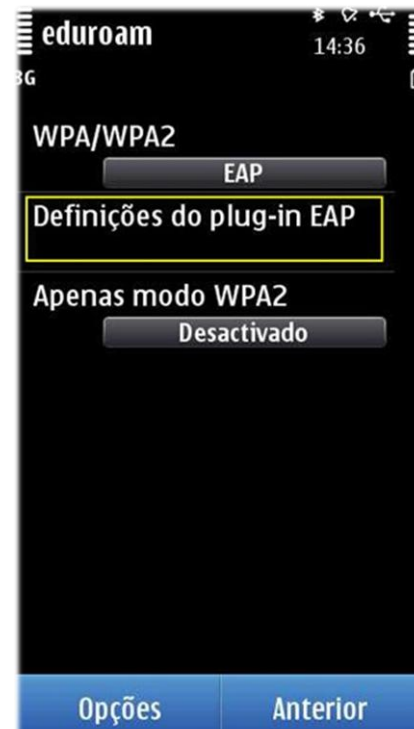 eduroam
14:36
3G
WPA/WPA2
EAP
Definições do plug-in EAP
Apenas modo WPA2
Desactivado
Opções
Anterior